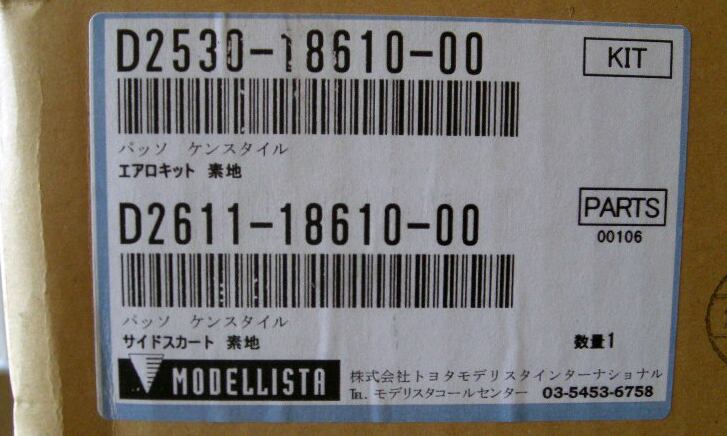 D2530-18610-00
KIT
パッソ ケンスタイル
エアロキット 素地
D2611-18610-00
PARTS
00106
パッソ ケンスタイル
サイドスカート 素地
数量1
MODELLISTA
株式会社トヨタモデリスタインターナショナル
TEL. モデリスタコールセンター 03-5453-6758